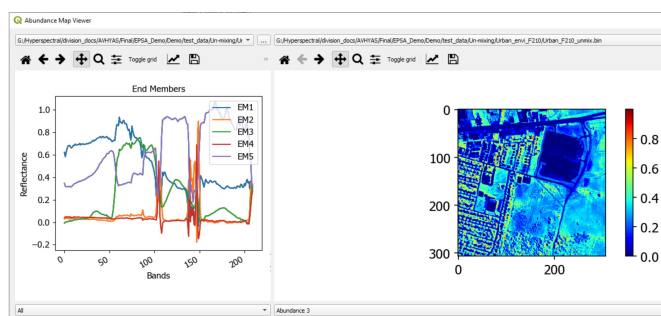 Abundance Map Viewer
G:/Hyperspectral/division_docs/AVHYAS/Final/EPSA_Demo/Demo/test_data/Un-mixing/Ur
...
G:/Hyperspectral/division_docs/AVHYAS/Final/EPSA_Demo/Demo/test_data/Un-mixing/Urban_envi_F210/Urban_F210_unmix.bin
Toggle grid
»
Toggle grid
End Members
Reflectance
1.0
0.8
0.6
0.4
0.2
0.0
−0.2
EM1
EM2
EM3
EM4
EM5
0
50
100
150
200
Bands
0
100
200
300
0
200
0.8
0.6
0.4
0.2
0.0
All
Abundance 3